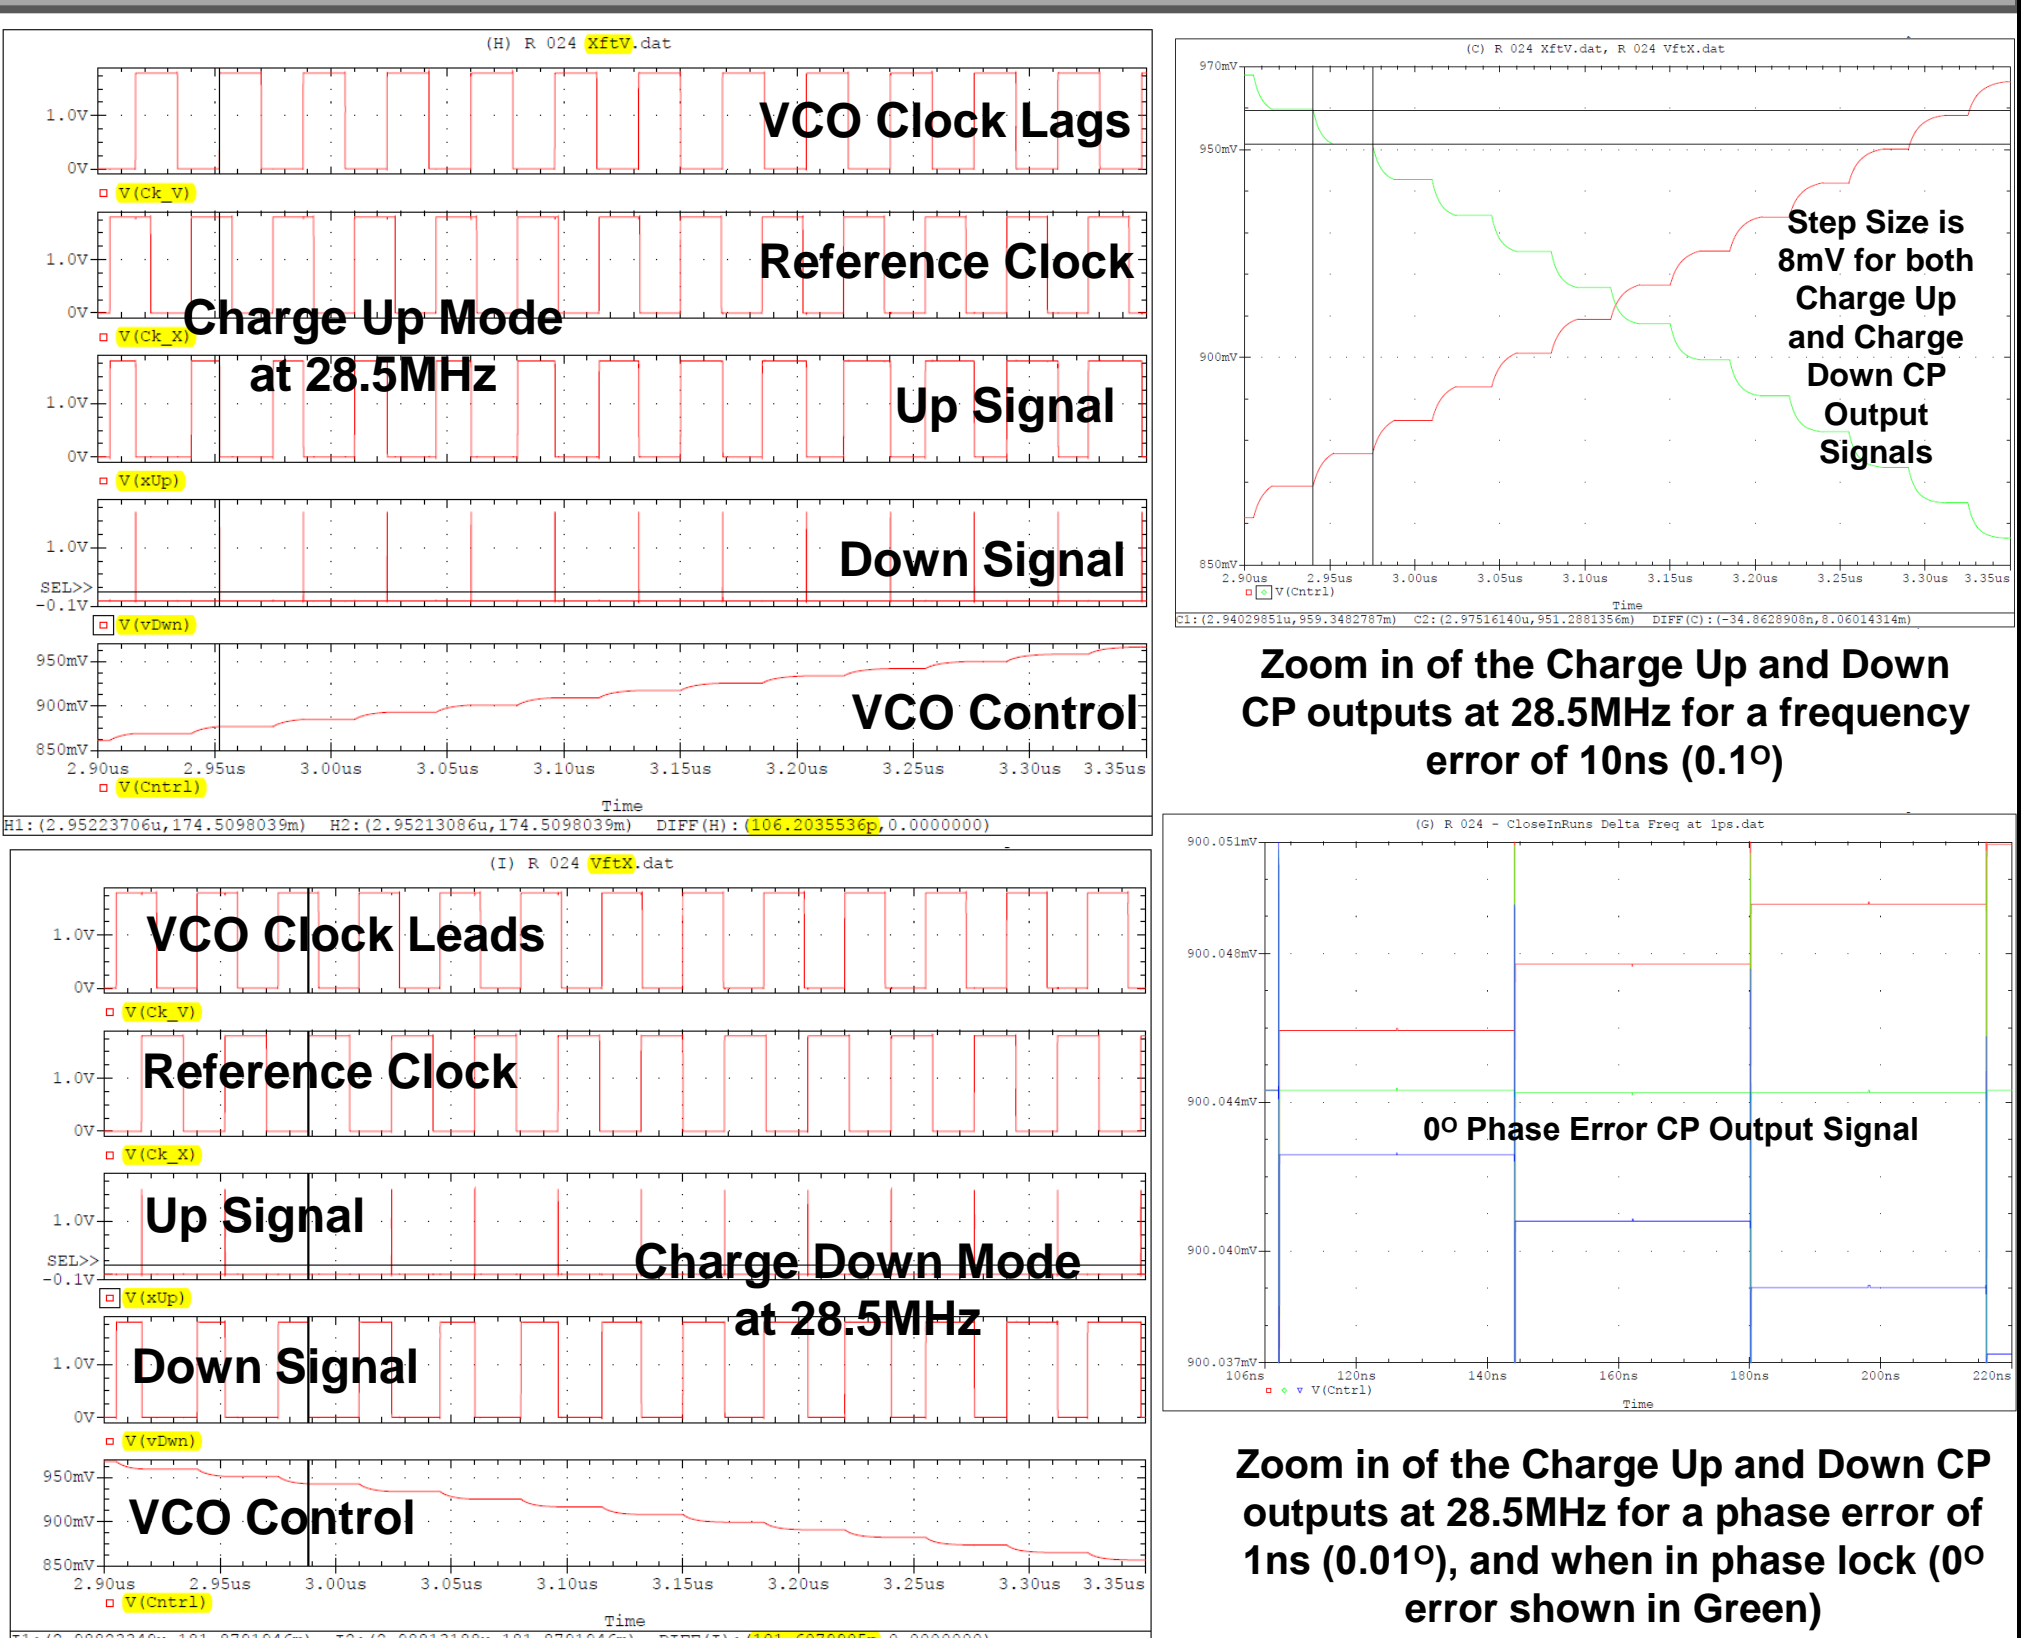 (H) R 024 XftV.dat
1.0V
0V
VCO Clock Lags
V(Ck_V)
1.0V
0V
Reference Clock
V(Ck_X)
Charge Up Mode
at 28.5MHz
1.0V
0V
Up Signal
V(xUp)
1.0V
SEL>>
-0.1V
Down Signal
V(vDwn)
950mV
900mV
850mV
VCO Control
2.90us 2.95us 3.00us 3.05us 3.10us 3.15us 3.20us 3.25us 3.30us 3.35us
V(Cntrl)
Time
H1:(2.95223706u,174.5098039m) H2:(2.95213086u,174.5098039m) DIFF(H):(106.2035536p,0.0000000)
(I) R 024 VftX.dat
1.0V
0V
VCO Clock Leads
V(Ck_V)
1.0V
0V
Reference Clock
V(Ck_X)
1.0V
SEL>>
-0.1V
Up Signal
V(xUp)
Charge Down Mode
at 28.5MHz
1.0V
0V
Down Signal
V(vDwn)
950mV
900mV
850mV
VCO Control
2.90us 2.95us 3.00us 3.05us 3.10us 3.15us 3.20us 3.25us 3.30us 3.35us
V(Cntrl)
Time
(C) R 024 XftV.dat, R 024 VftX.dat
970mV
950mV
900mV
850mV
Step Size is
8mV for both
Charge Up
and Charge
Down CP
Output
Signals
2.90us 2.95us 3.00us 3.05us 3.10us 3.15us 3.20us 3.25us 3.30us 3.35us
V(Cntrl)
Time
C1:(2.94029851u,959.3482787m) C2:(2.97516140u,951.2881356m) DIFF(C):(-34.8628908n,8.06014314m)
Zoom in of the Charge Up and Down
CP outputs at 28.5MHz for a frequency
error of 10ns (0.1O)
(G) R 024 - CloseInRuns Delta Freq at 1ps.dat
900.051mV
900.048mV
900.044mV
900.040mV
900.037mV
0O Phase Error CP Output Signal
106ns 120ns 140ns 160ns 180ns 200ns 220ns
V(Cntrl)
Time
Zoom in of the Charge Up and Down CP
outputs at 28.5MHz for a phase error of
1ns (0.01O), and when in phase lock (0O
error shown in Green)